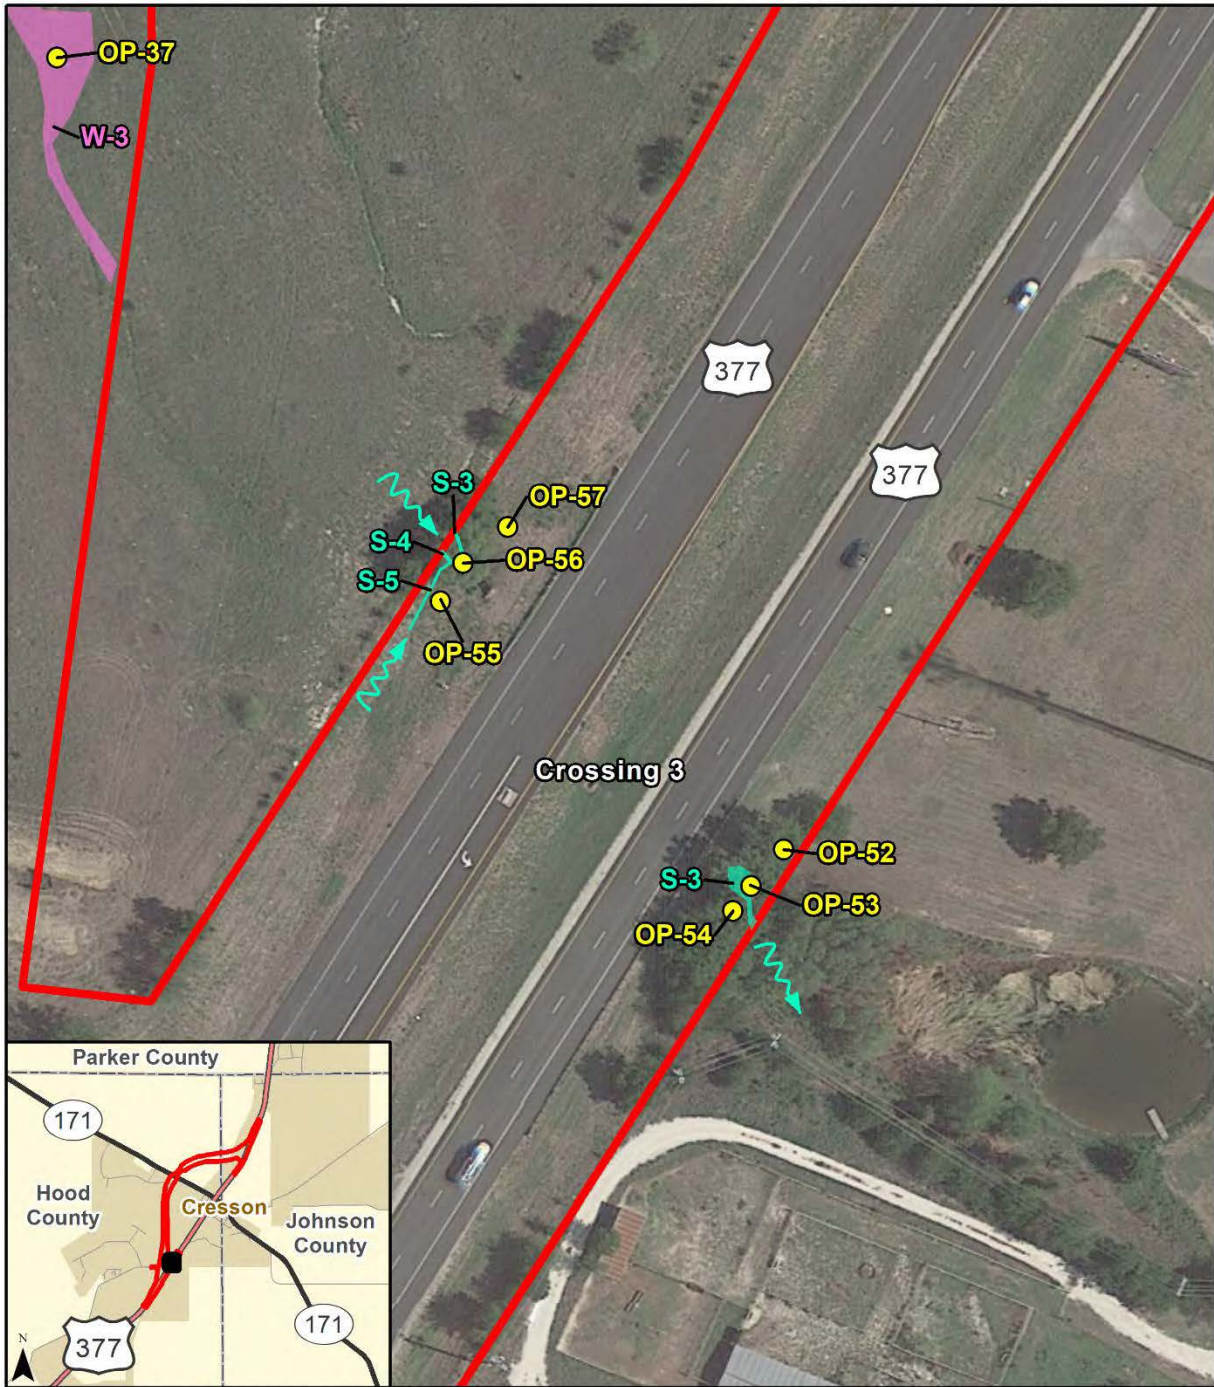 OP-37
W-3
377
377
S-3
OP-57
S-4
OP-56
S-5
OP-55
Crossing 3
OP-52
S-3
OP-53
OP-54
Parker County
171
Hood
County
Cresson
Johnson
County
171
377
N